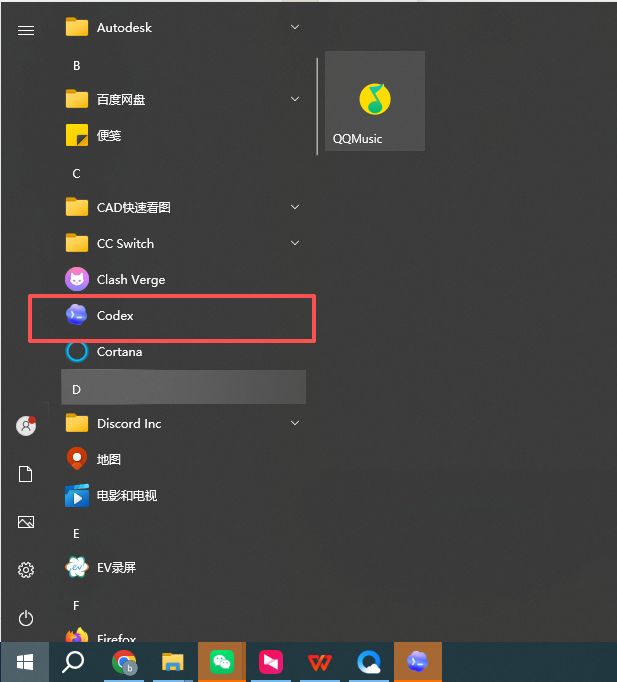 Autodesk
B
百度网盘
便笺
C
CAD快速看图
CC Switch
Clash Verge
Codex
Cortana
D
Discord Inc
地图
电影和电视
E
EV录屏
F
Firefox
QQMusic